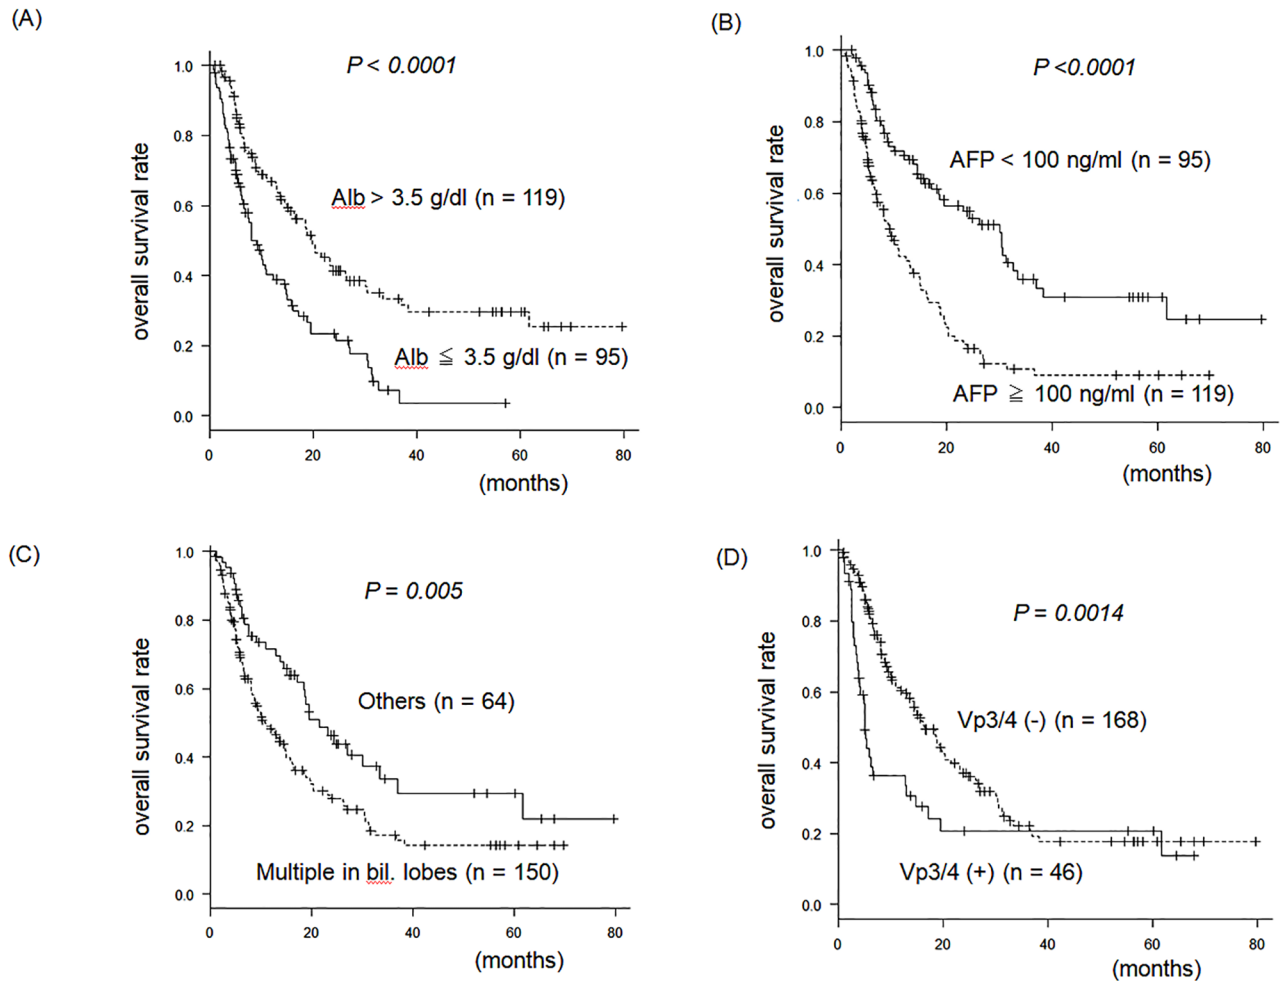 (A)
P < 0.0001
overall survival rate
1.0
0.8
0.6
0.4
0.2
0.0
Alb > 3.5 g/dl (n = 119)
Alb ≦ 3.5 g/dl (n = 95)
0 20 40 60 80
(months)
(B)
P <0.0001
overall survival rate
1.0
0.8
0.6
0.4
0.2
0.0
AFP < 100 ng/ml (n = 95)
AFP ≧ 100 ng/ml (n = 119)
0 20 40 60 80
(months)
(C)
P = 0.005
overall survival rate
1.0
0.8
0.6
0.4
0.2
0.0
Others (n = 64)
Multiple in bil. lobes (n = 150)
0 20 40 60 80
(months)
(D)
P = 0.0014
overall survival rate
1.0
0.8
0.6
0.4
0.2
0.0
Vp3/4 (-) (n = 168)
Vp3/4 (+) (n = 46)
0 20 40 60 80
(months)